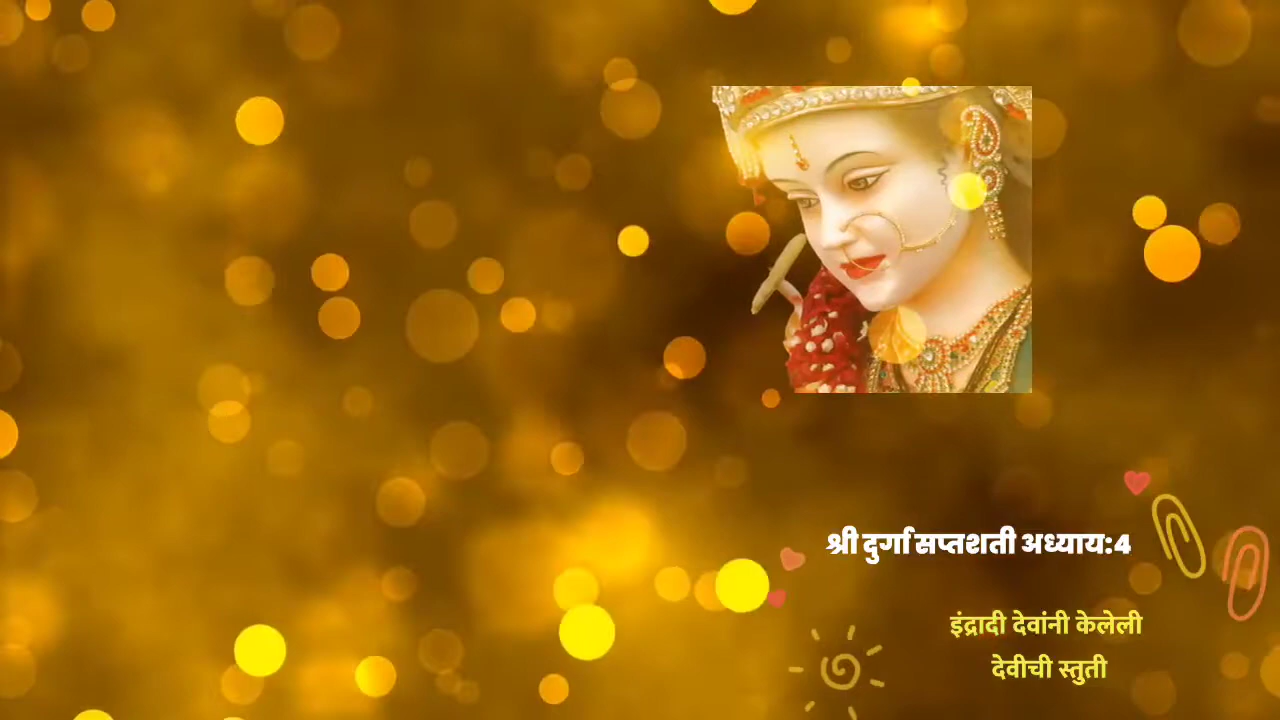 श्री दुर्गा सप्तशती अध्याय:4
इंद्रादी देवांनी केलेली
देवीची स्तुती